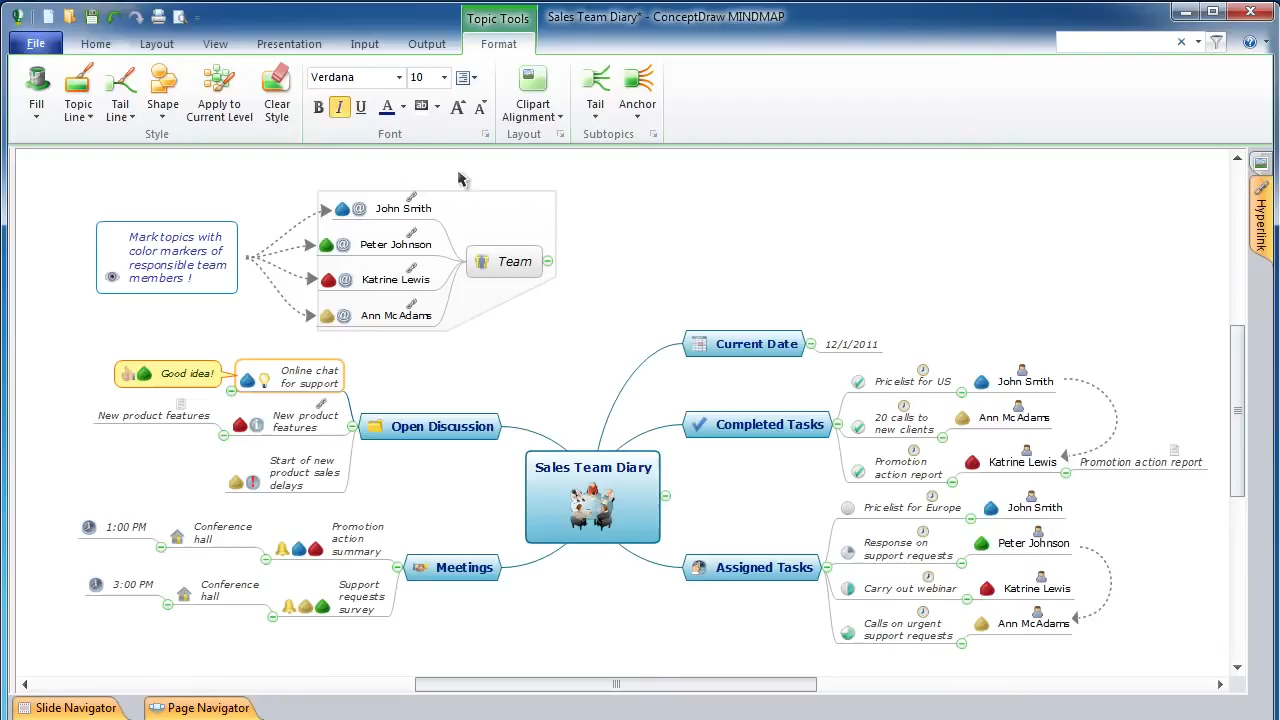 Topic Tools
Sales Team Diary* - ConceptDraw MINDMAP
File
Home
Layout
View
Presentation
Input
Output
Format
Fill
Topic
Line
Tail
Line
Shape
Apply to
Current Level
Clear
Style
Style
Verdana
10
B I U A ab A A
Font
Clipart
Alignment
Layout
Tail
Anchor
Subtopics
Hyperlink
Mark topics with
color markers of
responsible team
members !
John Smith
Peter Johnson
Katrine Lewis
Ann McAdams
Team
Good idea!
Online chat
for support
New product features
New product
features
Start of new
product sales
delays
Open Discussion
1:00 PM
Conference
hall
Promotion
action
summary
3:00 PM
Conference
hall
Support
requests
survey
Meetings
Sales Team Diary
Current Date
12/1/2011
Completed Tasks
Pricelist for US
John Smith
20 calls to
new clients
Ann McAdams
Promotion
action report
Katrine Lewis
Promotion action report
Assigned Tasks
Pricelist for Europe
John Smith
Response on
support requests
Peter Johnson
Carry out webinar
Katrine Lewis
Calls on urgent
support requests
Ann McAdams
Slide Navigator
Page Navigator